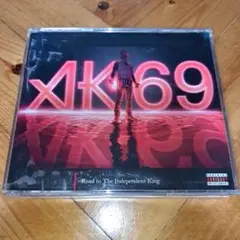 AK-69
Road to The Independent King